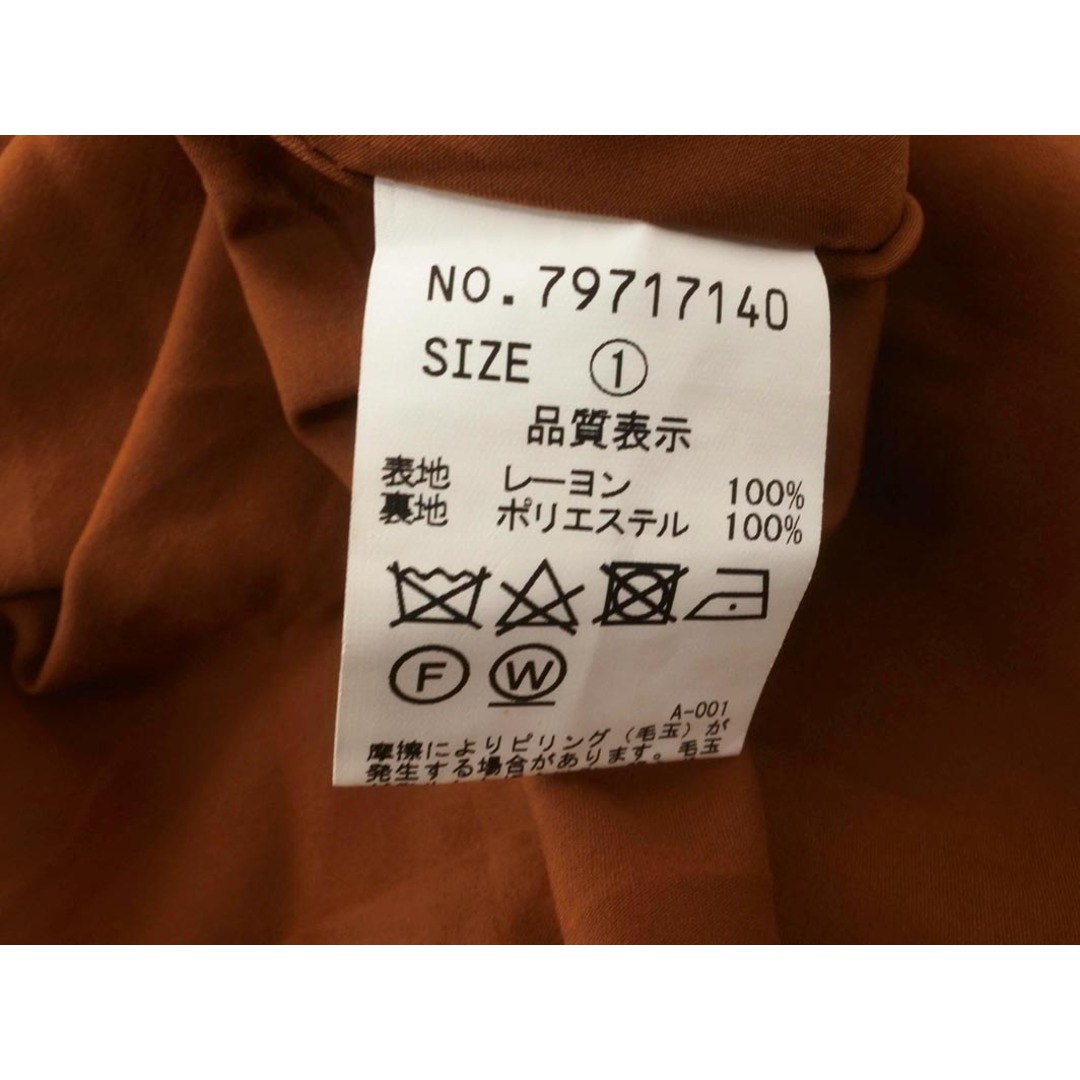 NO.79717140
SIZE ①
品質表示
表地 レーヨン 100%
裏地 ポリエステル 100%
F W
A-001
摩擦によりピリング(毛玉)が
発生する場合があります。毛玉